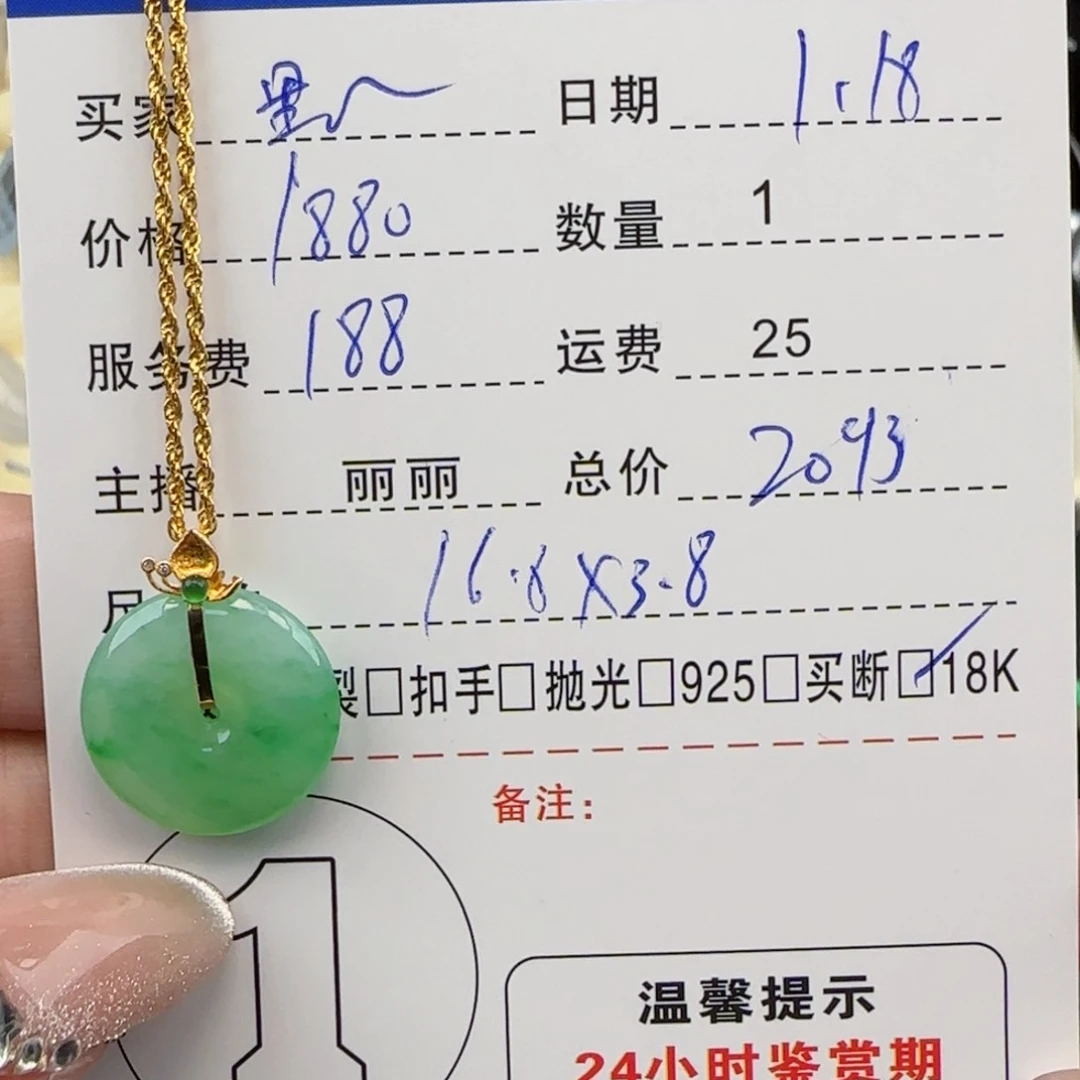 买家 日期 1.18
价格 1880 数量 1
服务费 188 运费 25
主播 丽丽 总价 2093
尺 16.8X3.8
裂□扣手□抛光□925□买断☑18K
备注：
1
温馨提示
24小时鉴赏期